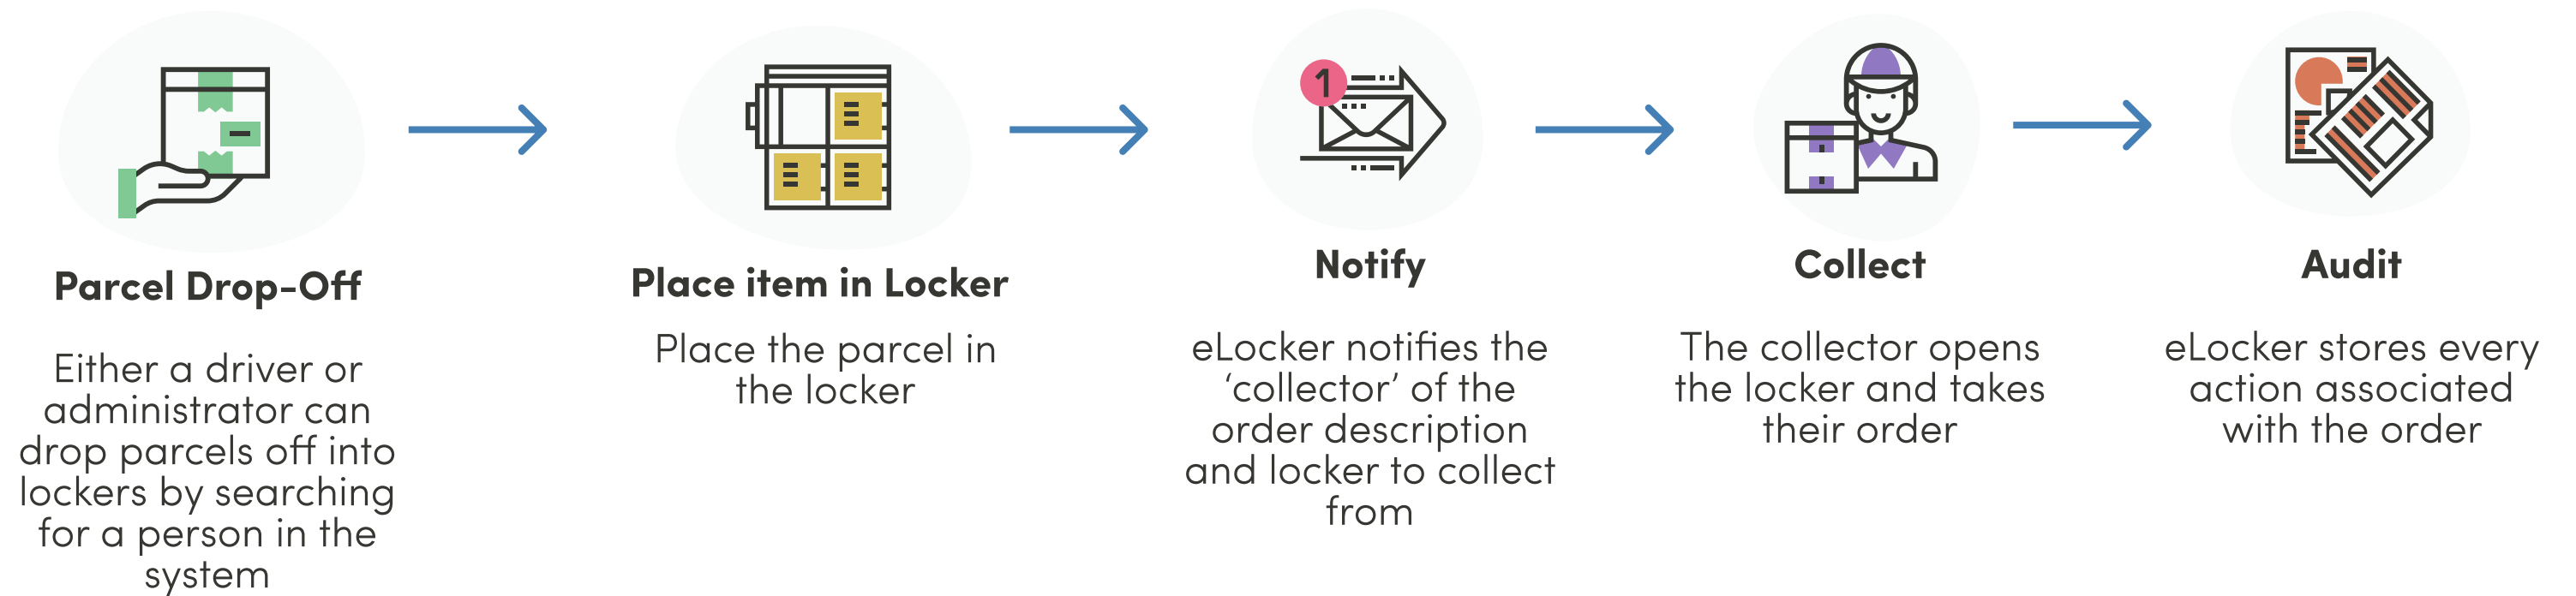 1
Parcel Drop-Off
Either a driver or
administrator can
drop parcels off into
lockers by searching
for a person in the
system
Place item in Locker
Place the parcel in
the locker
Notify
eLocker notifies the
‘collector’ of the
order description
and locker to collect
from
Collect
The collector opens
the locker and takes
their order
Audit
eLocker stores every
action associated
with the order